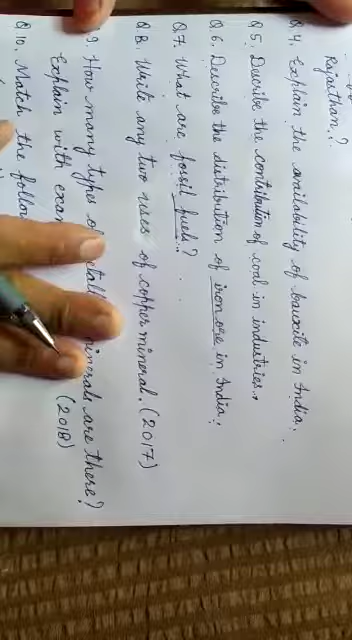 Rajasthan.?
Q 4. Explain the availability of bauxite in India.
Q 5. Describe the contribution of coal in industries.
Q 6. Describe the distribution of iron ore in India.
Q 7. What are fossil fuels?
Q 8. Write any two uses of copper mineral. (2017)
9. How many types of minerals are there?
Explain with (2018)
Q 10. Match the